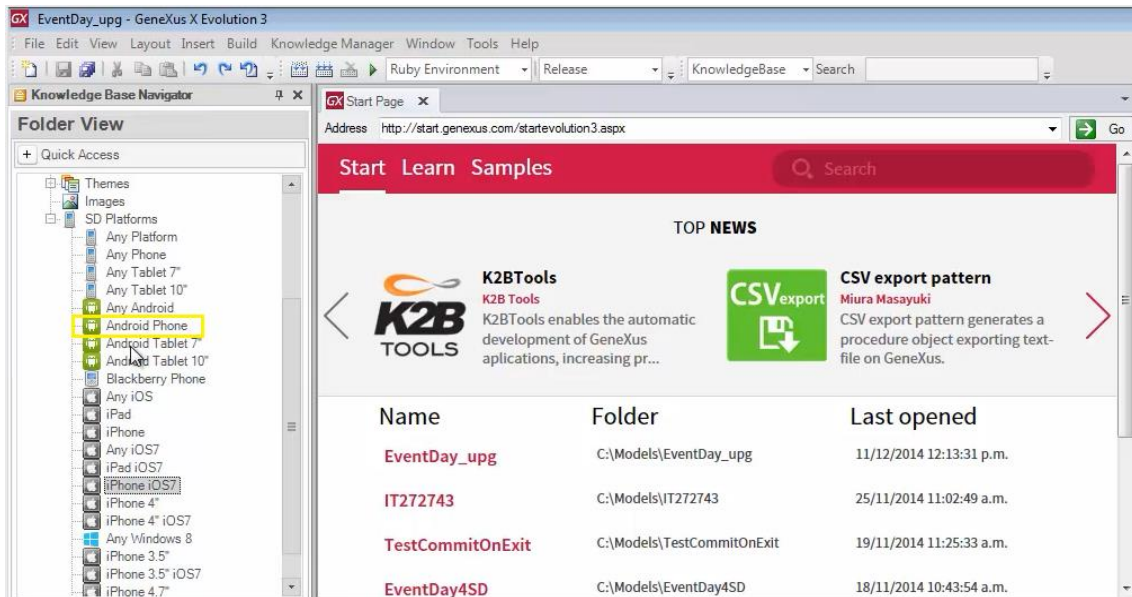 GX EventDay_upg - GeneXus X Evolution 3
File Edit View Layout Insert Build Knowledge Manager Window Tools Help
Ruby Environment Release KnowledgeBase Search
Knowledge Base Navigator
Folder View
+ Quick Access
Themes
Images
SD Platforms
Any Platform
Any Phone
Any Tablet 7"
Any Tablet 10"
Any Android
Android Phone
Android Tablet 7"
Android Tablet 10"
Blackberry Phone
Any iOS
iPad
iPhone
Any iOS7
iPad iOS7
iPhone iOS7
iPhone 4"
iPhone 4" iOS7
Any Windows 8
iPhone 3.5"
iPhone 3.5" iOS7
iPhone 4.7"
GX Start Page X
Address http://start.genexus.com/startevolution3.aspx Go
Start Learn Samples Search
TOP NEWS
K2B
TOOLS
K2BTools
K2B Tools
K2BTools enables the automatic
development of GeneXus
aplications, increasing pr...
CSVexport
CSV export pattern
Miura Masayuki
CSV export pattern generates a
procedure object exporting text-
file on GeneXus.
Name Folder Last opened
EventDay_upg C:\Models\EventDay_upg 11/12/2014 12:13:31 p.m.
IT272743 C:\Models\IT272743 25/11/2014 11:02:49 a.m.
TestCommitOnExit C:\Models\TestCommitOnExit 19/11/2014 11:25:33 a.m.
EventDay4SD C:\Models\EventDay4SD 18/11/2014 10:43:54 a.m.